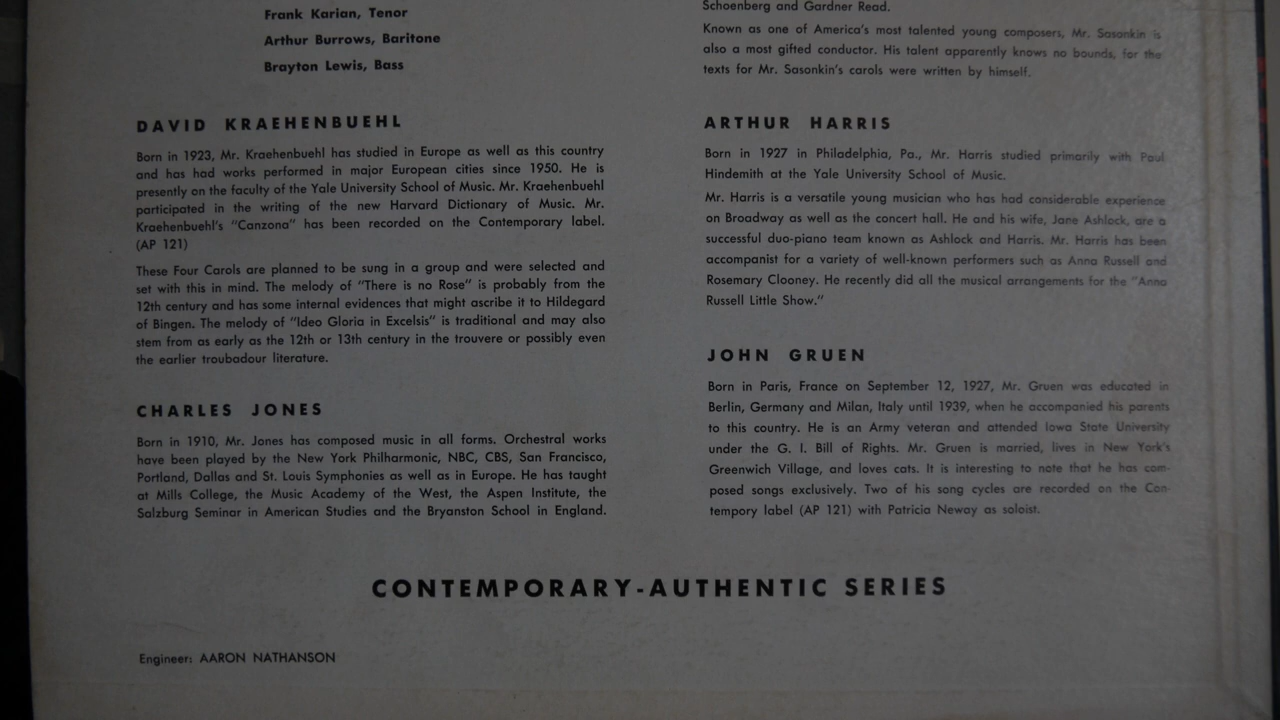 Frank Karian, Tenor
Arthur Burrows, Baritone
Brayton Lewis, Bass
DAVID KRAEHENBUEHL
Born in 1923, Mr. Kraehenbuehl has studied in Europe as well as this country
and has had works performed in major European cities since 1950. He is
presently on the faculty of the Yale University School of Music. Mr. Kraehenbuehl
participated in the writing of the new Harvard Dictionary of Music. Mr.
Kraehenbuehl's "Canzona" has been recorded on the Contemporary label.
(AP 121)
These Four Carols are planned to be sung in a group and were selected and
set with this in mind. The melody of "There is no Rose" is probably from the
12th century and has some internal evidences that might ascribe it to Hildegard
of Bingen. The melody of "Ideo Gloria in Excelsis" is traditional and may also
stem from as early as the 12th or 13th century in the trouvere or possibly even
the earlier troubadour literature.
CHARLES JONES
Born in 1910, Mr. Jones has composed music in all forms. Orchestral works
have been played by the New York Philharmonic, NBC, CBS, San Francisco,
Portland, Dallas and St. Louis Symphonies as well as in Europe. He has taught
at Mills College, the Music Academy of the West, the Aspen Institute, the
Salzburg Seminar in American Studies and the Bryanston School in England.
Schoenberg and Gardner Read.
Known as one of America's most talented young composers, Mr. Sasonkin is
also a most gifted conductor. His talent apparently knows no bounds, for the
texts for Mr. Sasonkin's carols were written by himself.
ARTHUR HARRIS
Born in 1927 in Philadelphia, Pa., Mr. Harris studied primarily with Paul
Hindemith at the Yale University School of Music.
Mr. Harris is a versatile young musician who has had considerable experience
on Broadway as well as the concert hall. He and his wife, Jane Ashlock, are a
successful duo-piano team known as Ashlock and Harris. Mr. Harris has been
accompanist for a variety of well-known performers such as Anna Russell and
Rosemary Clooney. He recently did all the musical arrangements for the "Anna
Russell Little Show."
JOHN GRUEN
Born in Paris, France on September 12, 1927, Mr. Gruen was educated in
Berlin, Germany and Milan, Italy until 1939, when he accompanied his parents
to this country. He is an Army veteran and attended Iowa State University
under the G. I. Bill of Rights. Mr. Gruen is married, lives in New York's
Greenwich Village, and loves cats. It is interesting to note that he has com-
posed songs exclusively. Two of his song cycles are recorded on the Con-
tempory label (AP 121) with Patricia Neway as soloist.
CONTEMPORARY-AUTHENTIC SERIES
Engineer: AARON NATHANSON